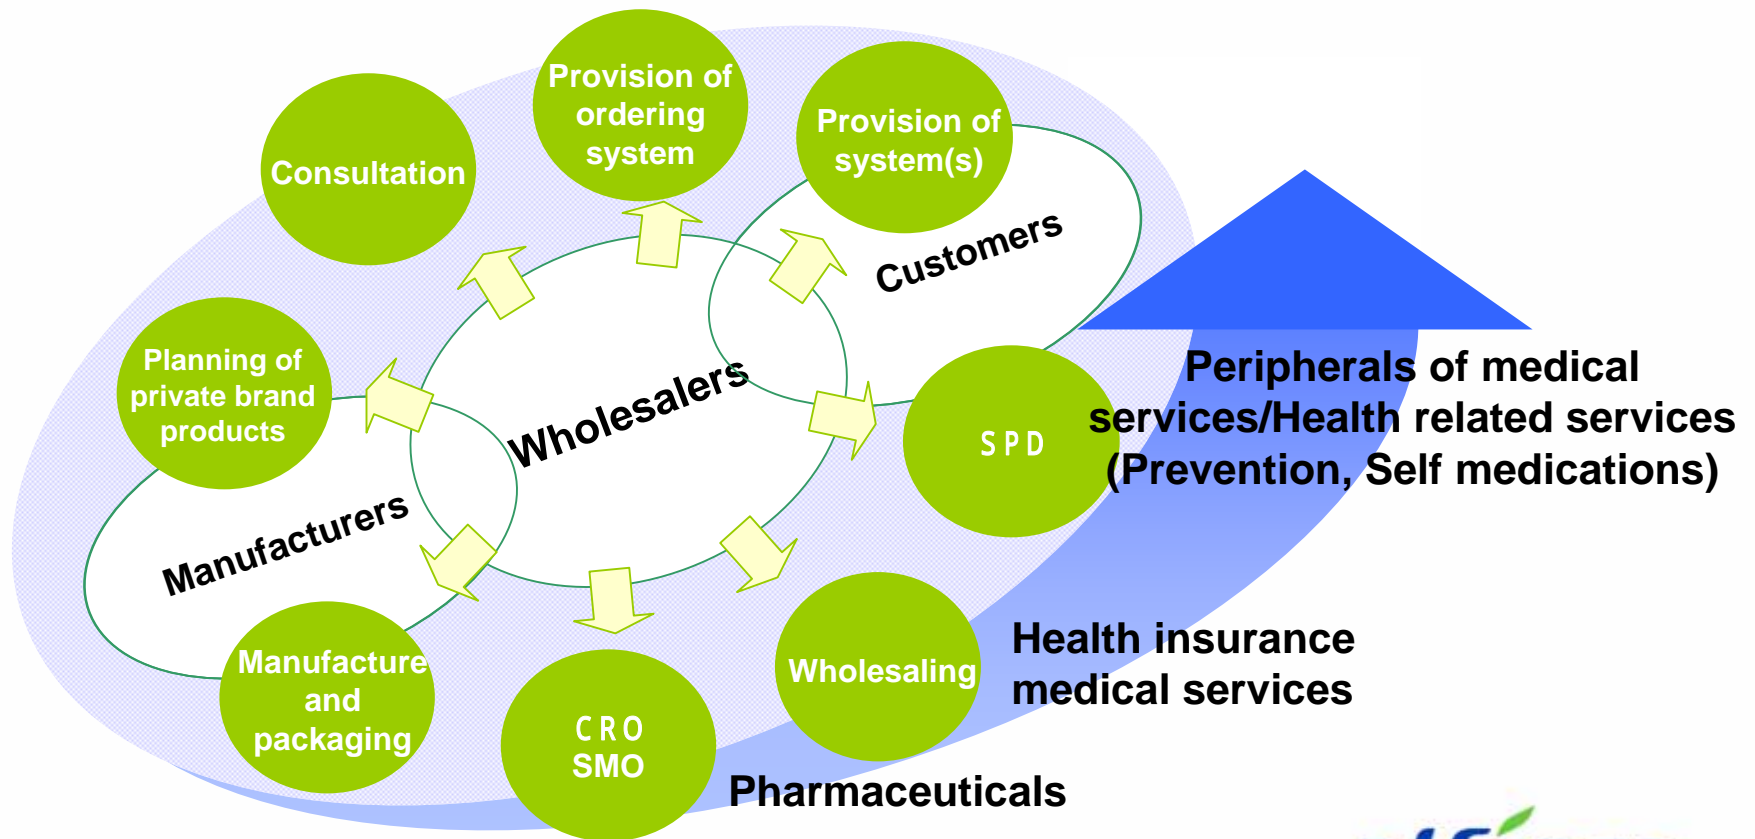 Provision of
ordering
system
Provision of
system(s)
Consultation
Customers
Planning of
private brand
products
Wholesalers
Peripherals of medical
services/Health related services
(Prevention, Self medications)
SPD
Manufacturers
Manufacture
and
packaging
CRO
SMO
Wholesaling
Health insurance
medical services
Pharmaceuticals